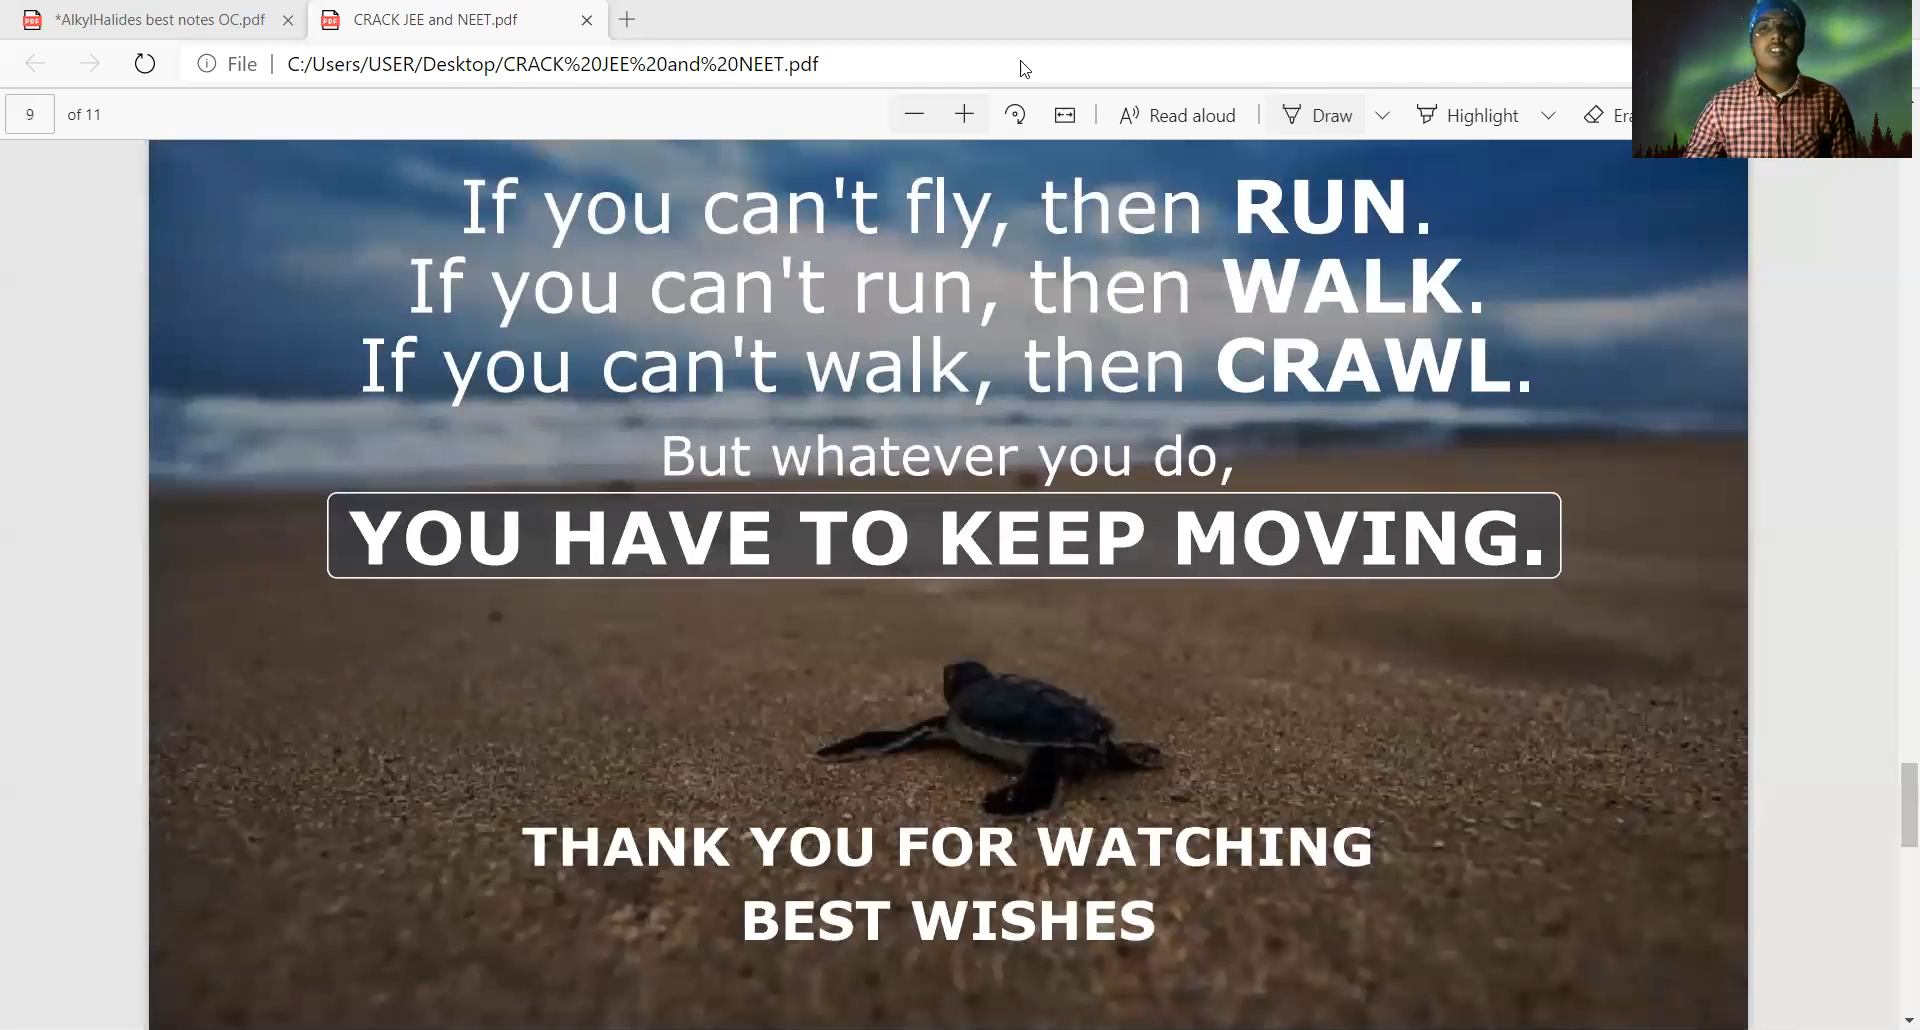 *AlkylHalides best notes OC.pdf
CRACK JEE and NEET.pdf
File
C:/Users/USER/Desktop/CRACK%20JEE%20and%20NEET.pdf
9 of 11
Read aloud
Draw
Highlight
Era
If you can't fly, then RUN.
If you can't run, then WALK.
If you can't walk, then CRAWL.
But whatever you do,
YOU HAVE TO KEEP MOVING.
THANK YOU FOR WATCHING
BEST WISHES